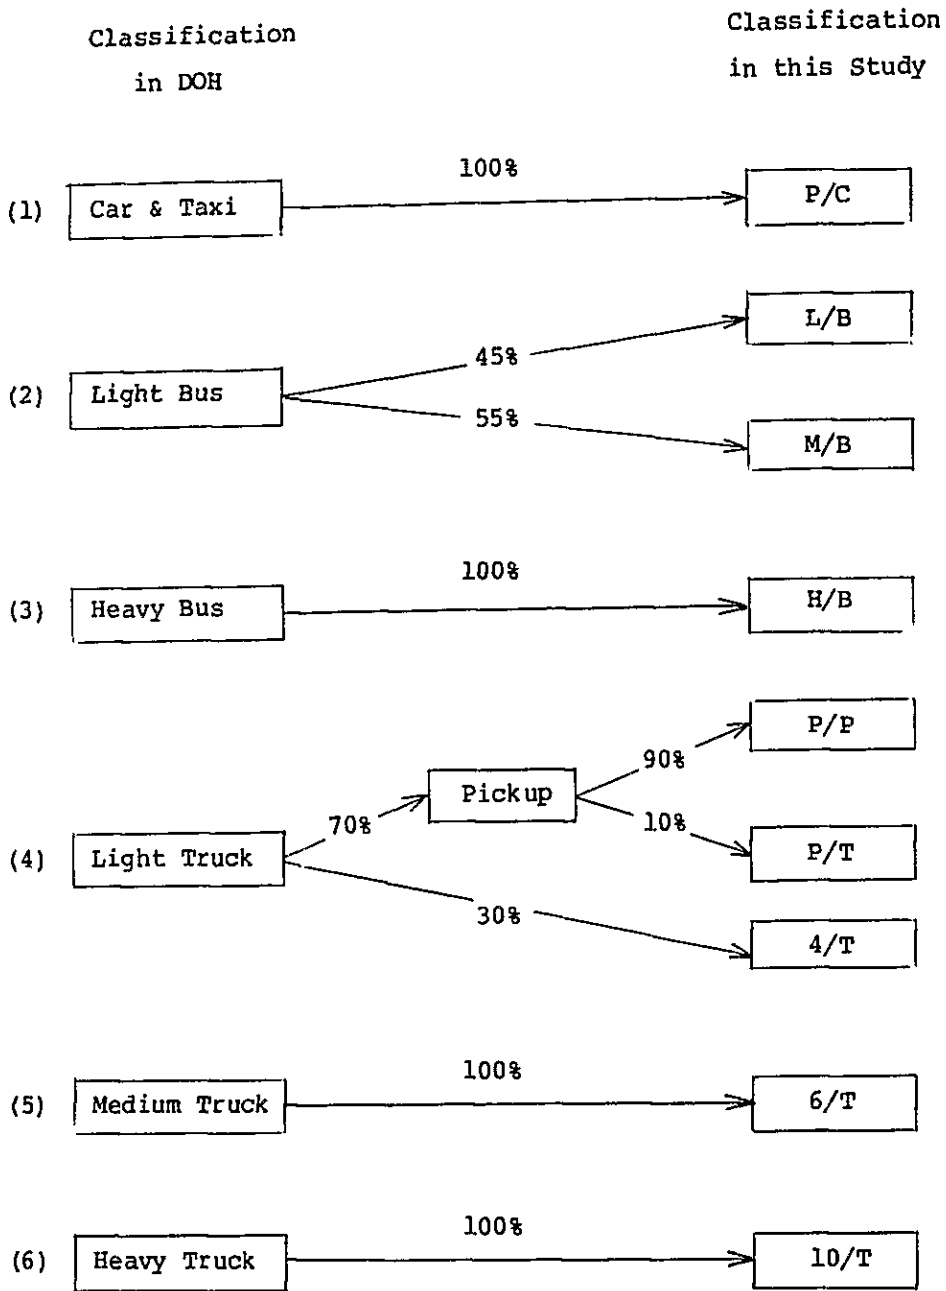 Classification
in DOH
Classification
in this Study
(1) Car & Taxi 100% P/C
(2) Light Bus 45% L/B
55% M/B
(3) Heavy Bus 100% H/B
(4) Light Truck 70% Pickup 90% P/P
10% P/T
30% 4/T
(5) Medium Truck 100% 6/T
(6) Heavy Truck 100% 10/T